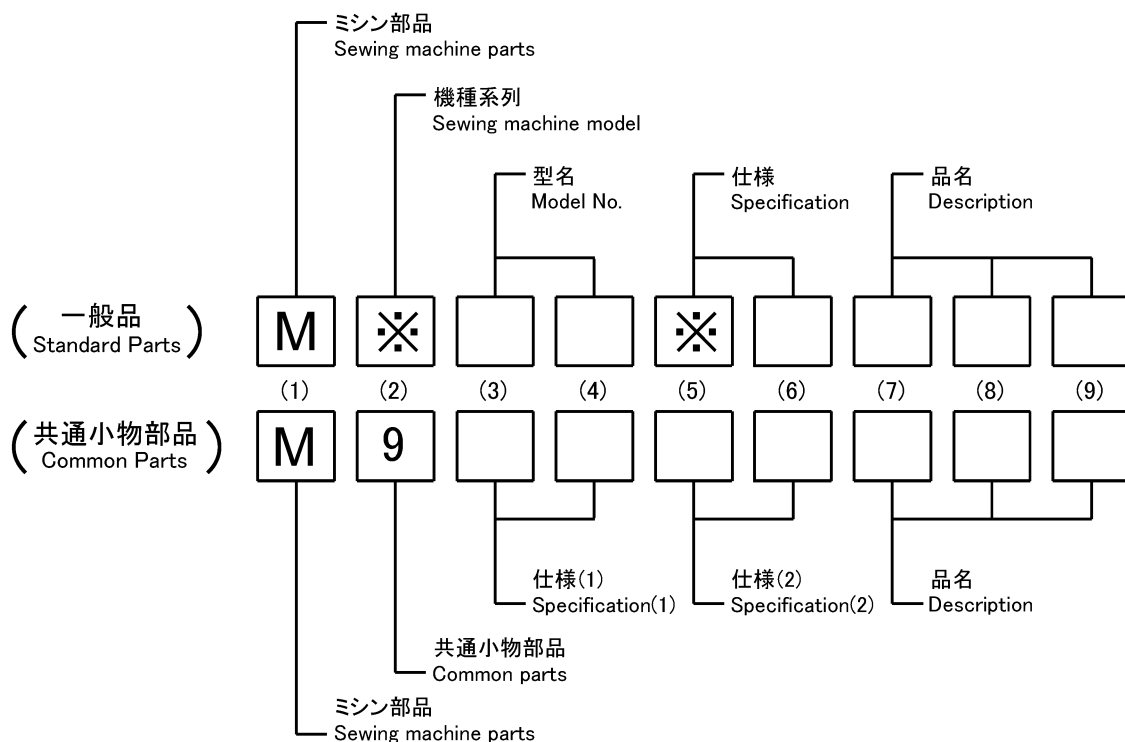 ミシン部品
Sewing machine parts
機種系列
Sewing machine model
型名
Model No.
仕様
Specification
品名
Description
(一般品
Standard Parts)
M ※ ※
(1) (2) (3) (4) (5) (6) (7) (8) (9)
(共通小物部品
Common Parts)
M 9
仕様(1)
Specification(1)
仕様(2)
Specification(2)
品名
Description
共通小物部品
Common parts
ミシン部品
Sewing machine parts